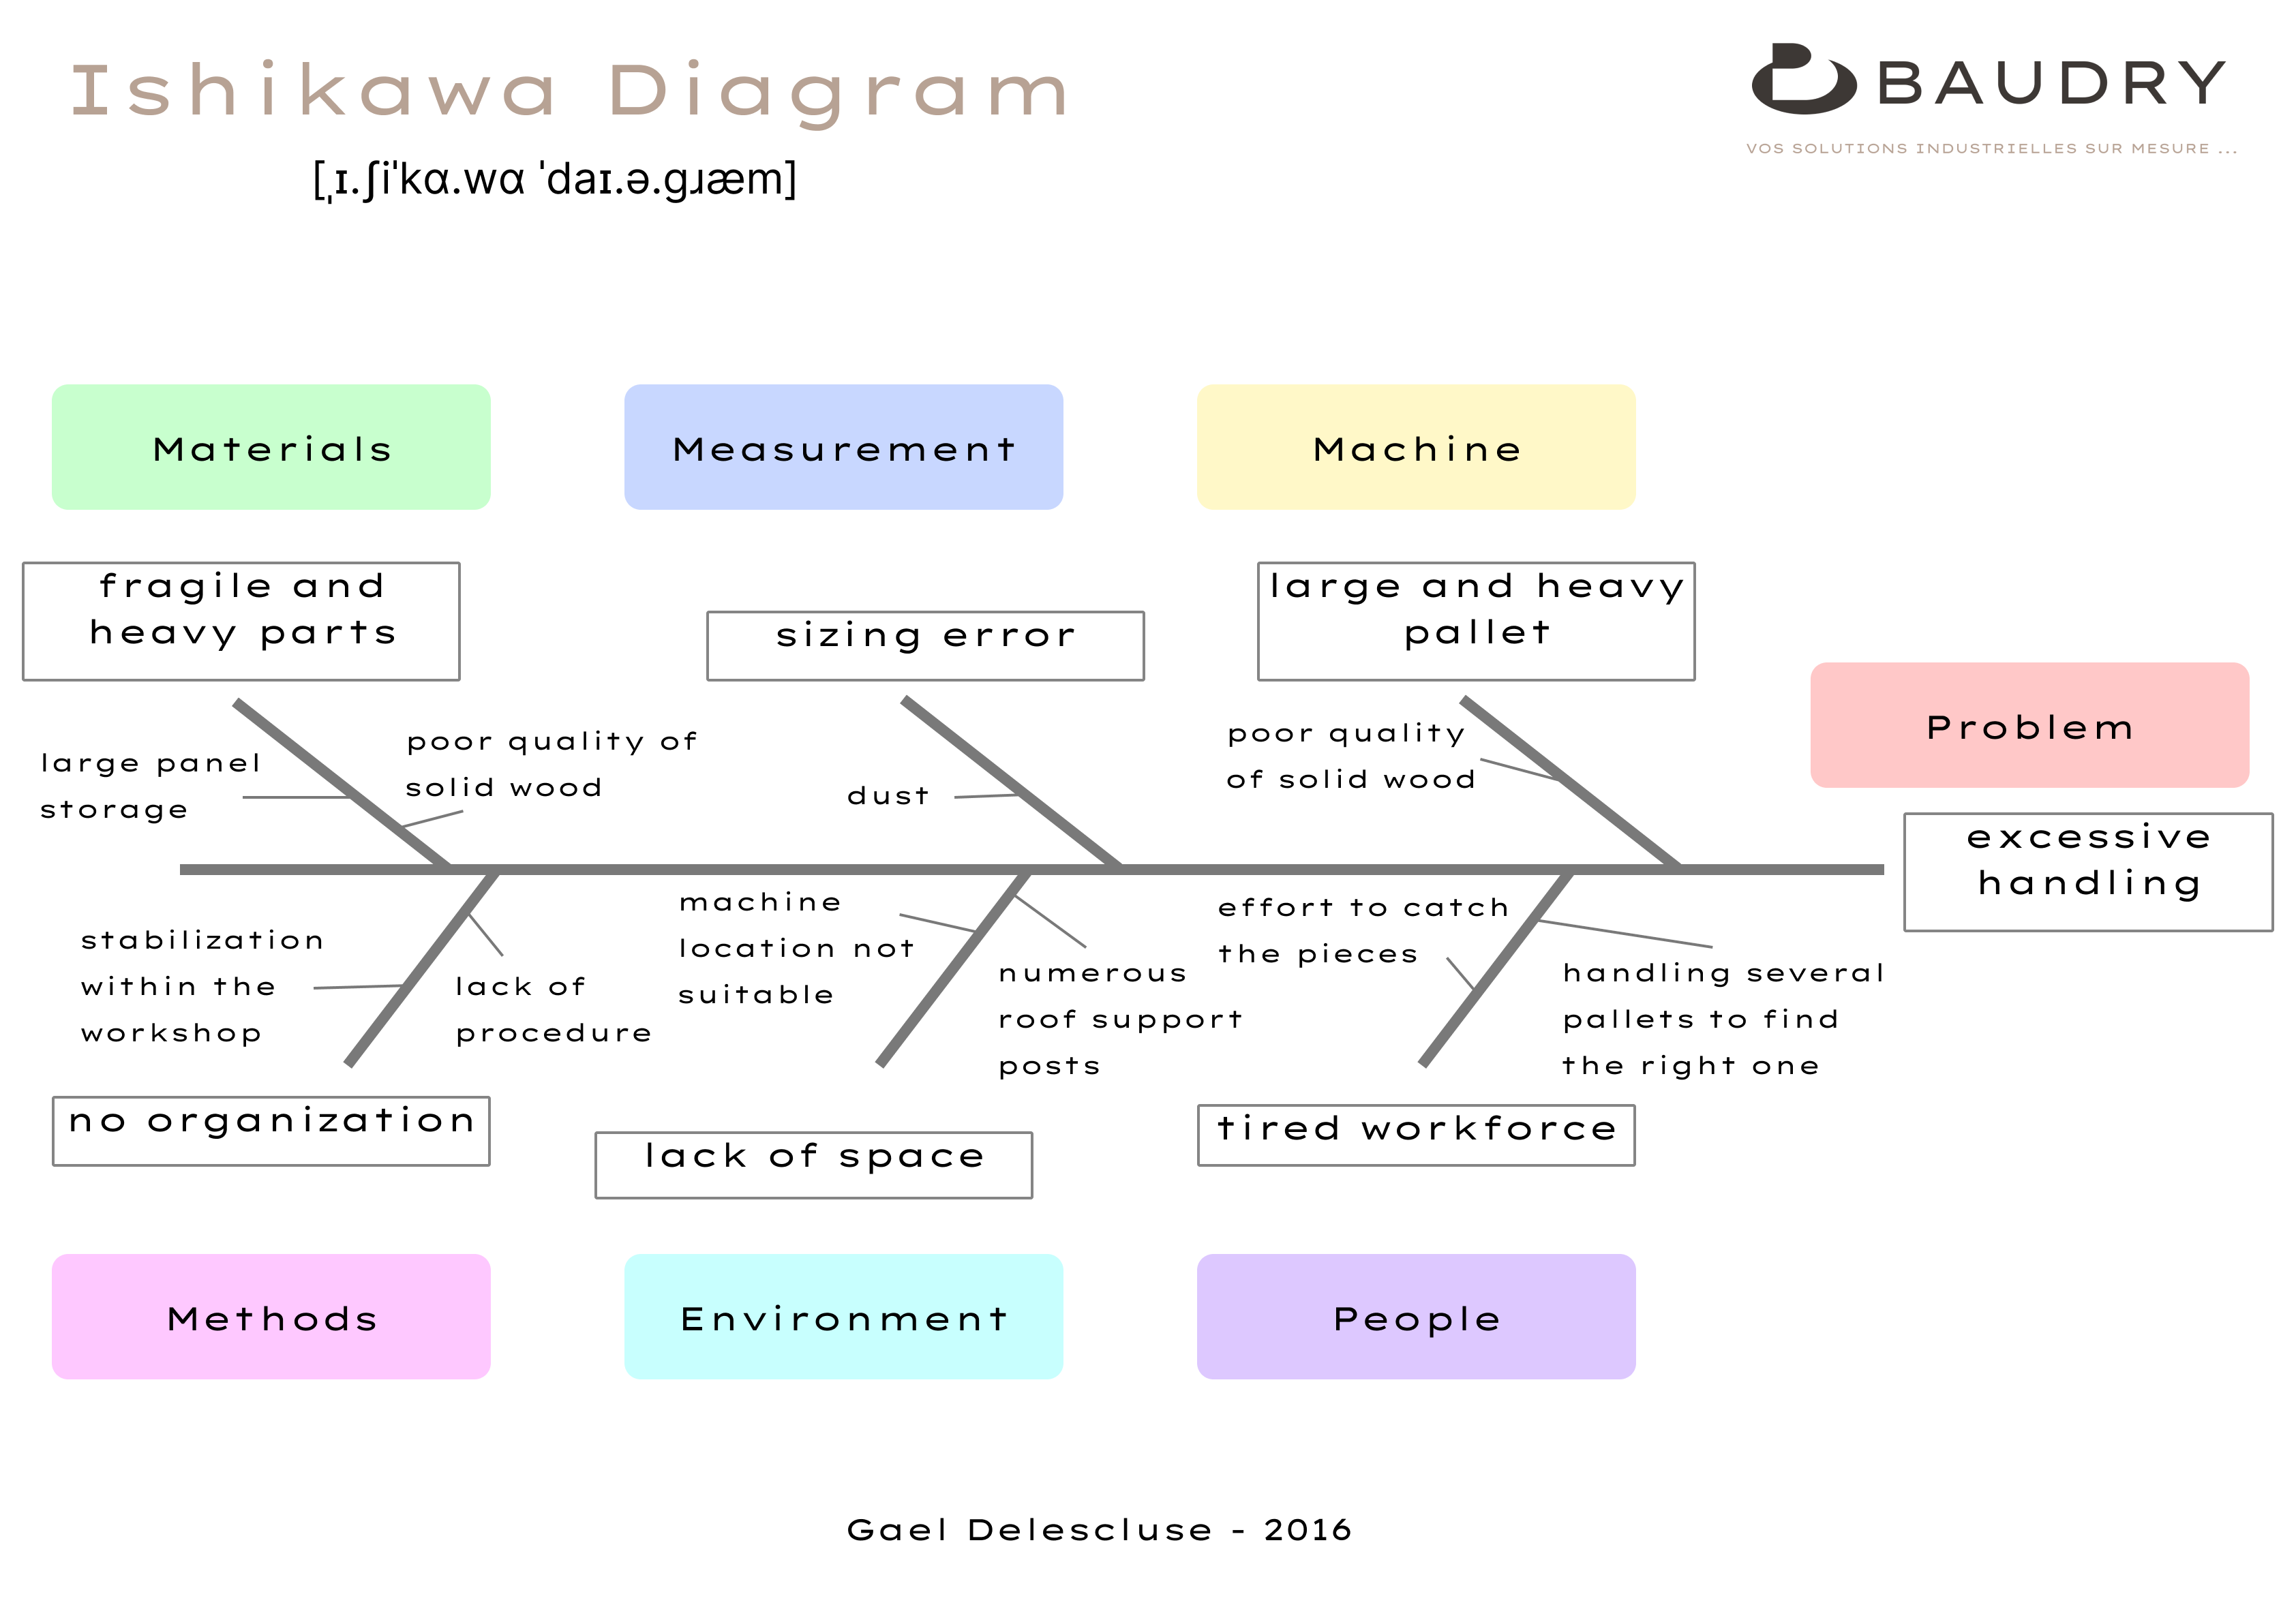 Ishikawa Diagram
[ˌɪ.ʃiˈkɑ.wɑ ˈdaɪ.ə.gɹæm]
BAUDRY
VOS SOLUTIONS INDUSTRIELLES SUR MESURE ...
Materials
Measurement
Machine
fragile and
heavy parts
sizing error
large and heavy
pallet
Problem
large panel
storage
poor quality of
solid wood
dust
poor quality
of solid wood
excessive
handling
stabilization
within the
workshop
lack of
procedure
machine
location not
suitable
numerous
roof support
posts
effort to catch
the pieces
handling several
pallets to find
the right one
no organization
lack of space
tired workforce
Methods
Environment
People
Gael Delescluse - 2016